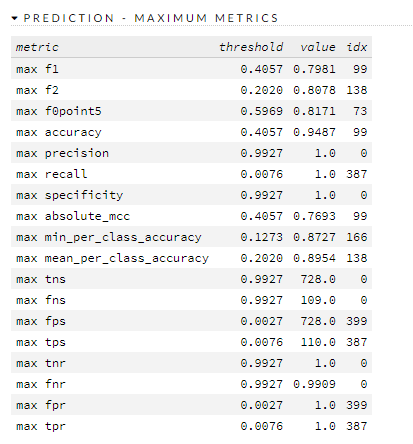 PREDICTION - MAXIMUM METRICS
metric threshold value idx
max f1 0.4057 0.7981 99
max f2 0.2020 0.8078 138
max f0point5 0.5969 0.8171 73
max accuracy 0.4057 0.9487 99
max precision 0.9927 1.0 0
max recall 0.0076 1.0 387
max specificity 0.9927 1.0 0
max absolute_mcc 0.4057 0.7693 99
max min_per_class_accuracy 0.1273 0.8727 166
max mean_per_class_accuracy 0.2020 0.8954 138
max tns 0.9927 728.0 0
max fns 0.9927 109.0 0
max fps 0.0027 728.0 399
max tps 0.0076 110.0 387
max tnr 0.9927 1.0 0
max fnr 0.9927 0.9909 0
max fpr 0.0027 1.0 399
max tpr 0.0076 1.0 387